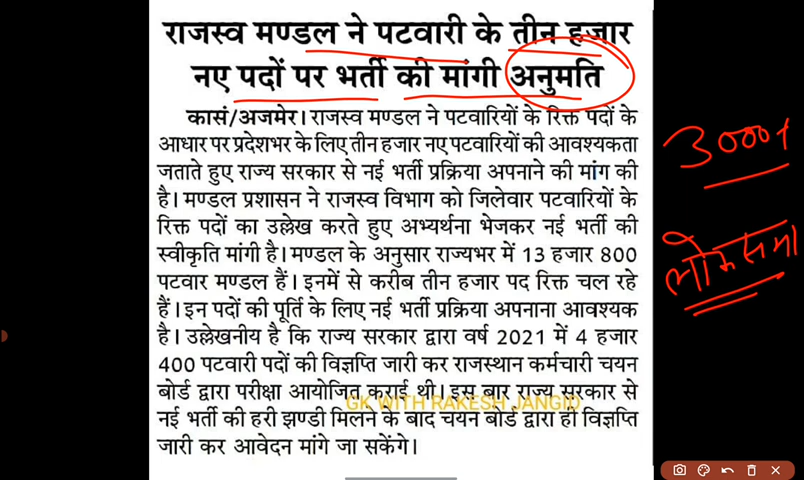 राजस्व मण्डल ने पटवारी के तीन हजार
नए पदों पर भर्ती की मांगी अनुमति
कासं/अजमेर। राजस्व मण्डल ने पटवारियों के रिक्त पदों के
आधार पर प्रदेशभर के लिए तीन हजार नए पटवारियों की आवश्यकता
जताते हुए राज्य सरकार से नई भर्ती प्रक्रिया अपनाने की मांग की
है। मण्डल प्रशासन ने राजस्व विभाग को जिलेवार पटवारियों के
रिक्त पदों का उल्लेख करते हुए अभ्यर्थना भेजकर नई भर्ती की
स्वीकृति मांगी है। मण्डल के अनुसार राज्यभर में 13 हजार 800
पटवार मण्डल हैं। इनमें से करीब तीन हजार पद रिक्त चल रहे
हैं। इन पदों की पूर्ति के लिए नई भर्ती प्रक्रिया अपनाना आवश्यक
है। उल्लेखनीय है कि राज्य सरकार द्वारा वर्ष 2021 में 4 हजार
400 पटवारी पदों की विज्ञप्ति जारी कर राजस्थान कर्मचारी चयन
बोर्ड द्वारा परीक्षा आयोजित कराई थी। इस बार राज्य सरकार से
GK WITH RAKESH JANGID
नई भर्ती की हरी झण्डी मिलने के बाद चयन बोर्ड द्वारा ही विज्ञप्ति
जारी कर आवेदन मांगे जा सकेंगे।
3000+
लोकसभा